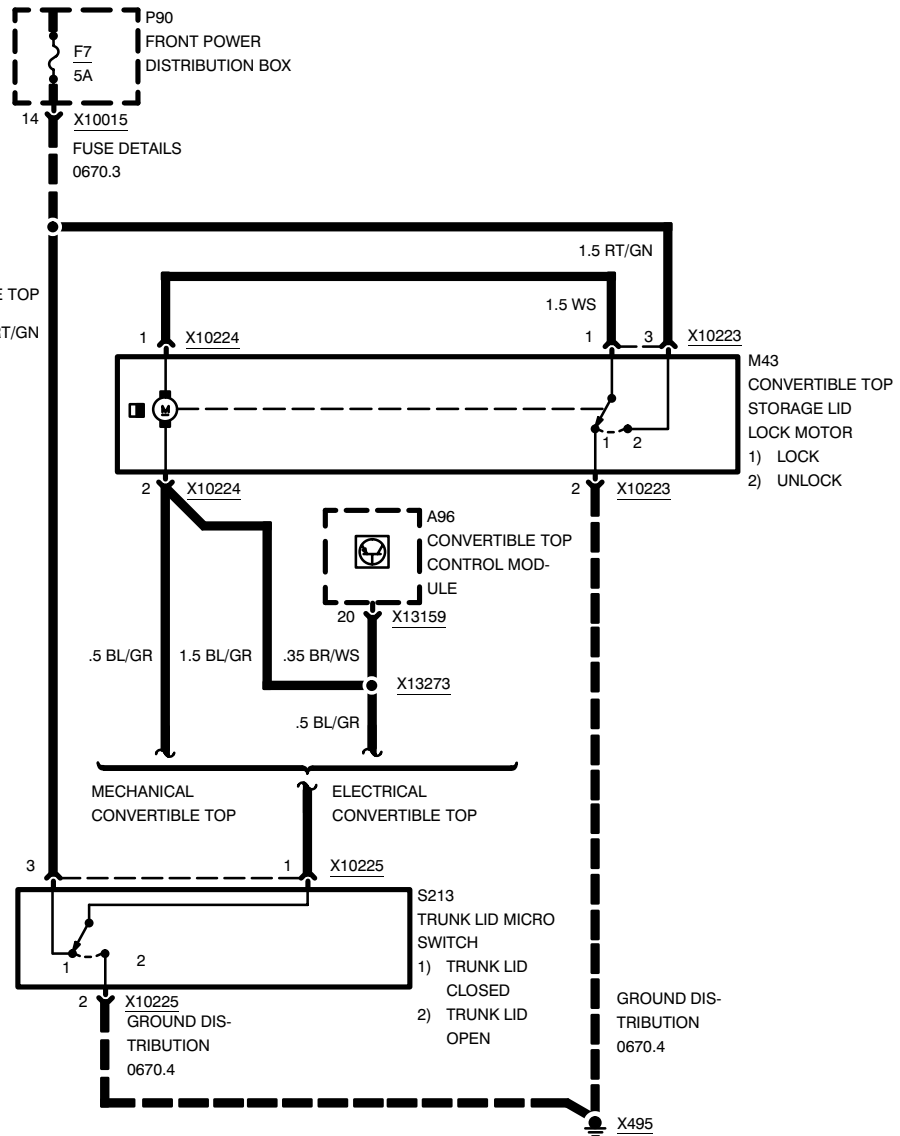 P90
FRONT POWER
DISTRIBUTION BOX
F7
5A
14
X10015
FUSE DETAILS
0670.3
1.5 RT/GN
E TOP
1.5 WS
RT/GN
1
X10224
1
3
X10223
M43
CONVERTIBLE TOP
STORAGE LID
LOCK MOTOR
1) LOCK
2) UNLOCK
M
1
2
2
X10224
2
X10223
A96
CONVERTIBLE TOP
CONTROL MOD-
ULE
20
X13159
.5 BL/GR
1.5 BL/GR
.35 BR/WS
X13273
.5 BL/GR
MECHANICAL
CONVERTIBLE TOP
ELECTRICAL
CONVERTIBLE TOP
3
1
X10225
S213
TRUNK LID MICRO
SWITCH
1) TRUNK LID
CLOSED
2) TRUNK LID
OPEN
1
2
2
X10225
GROUND DIS-
TRIBUTION
0670.4
GROUND DIS-
TRIBUTION
0670.4
X495